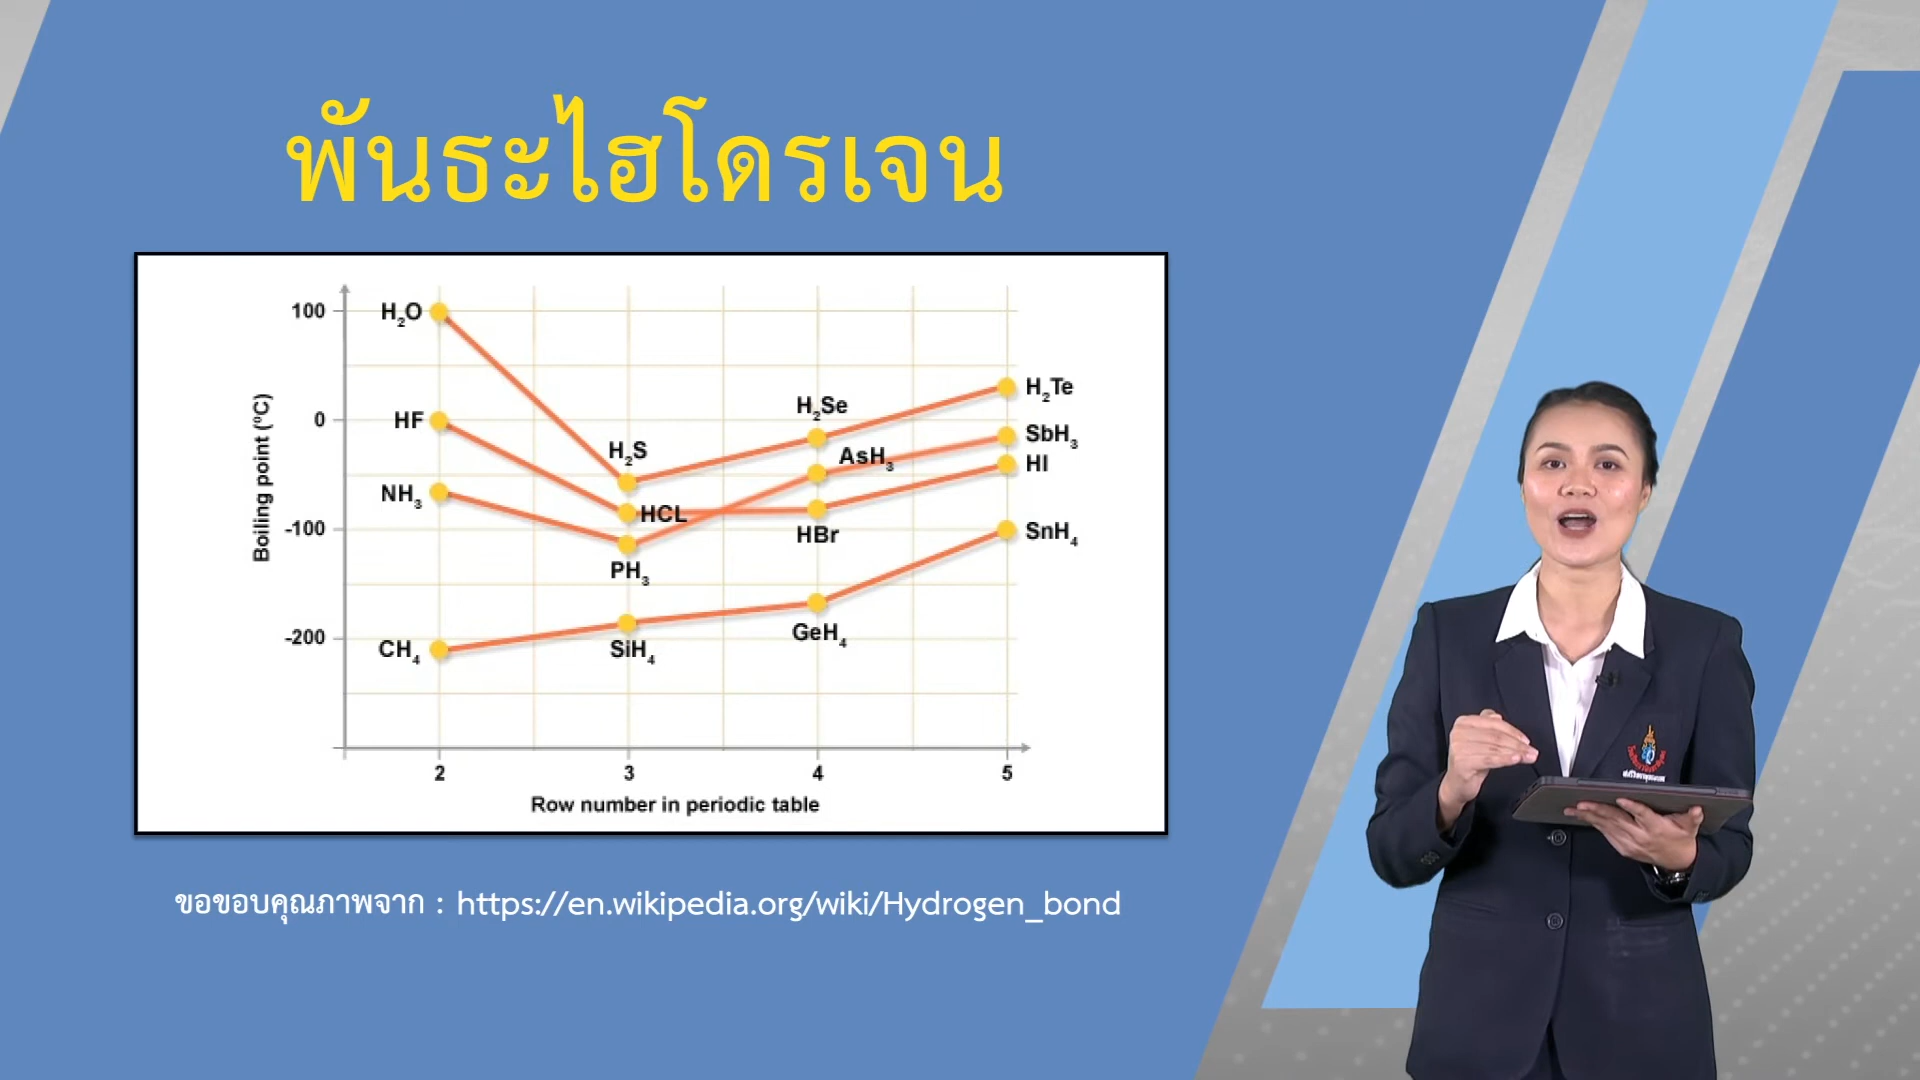 พันธะไฮโดรเจน
100
0
-100
-200
Boiling point (°C)
H₂O
HF
NH₃
CH₄
H₂S
HCL
PH₃
SiH₄
H₂Se
AsH₃
HBr
GeH₄
H₂Te
SbH₃
HI
SnH₄
2 3 4 5
Row number in periodic table
ขอขอบคุณภาพจาก : https://en.wikipedia.org/wiki/Hydrogen_bond